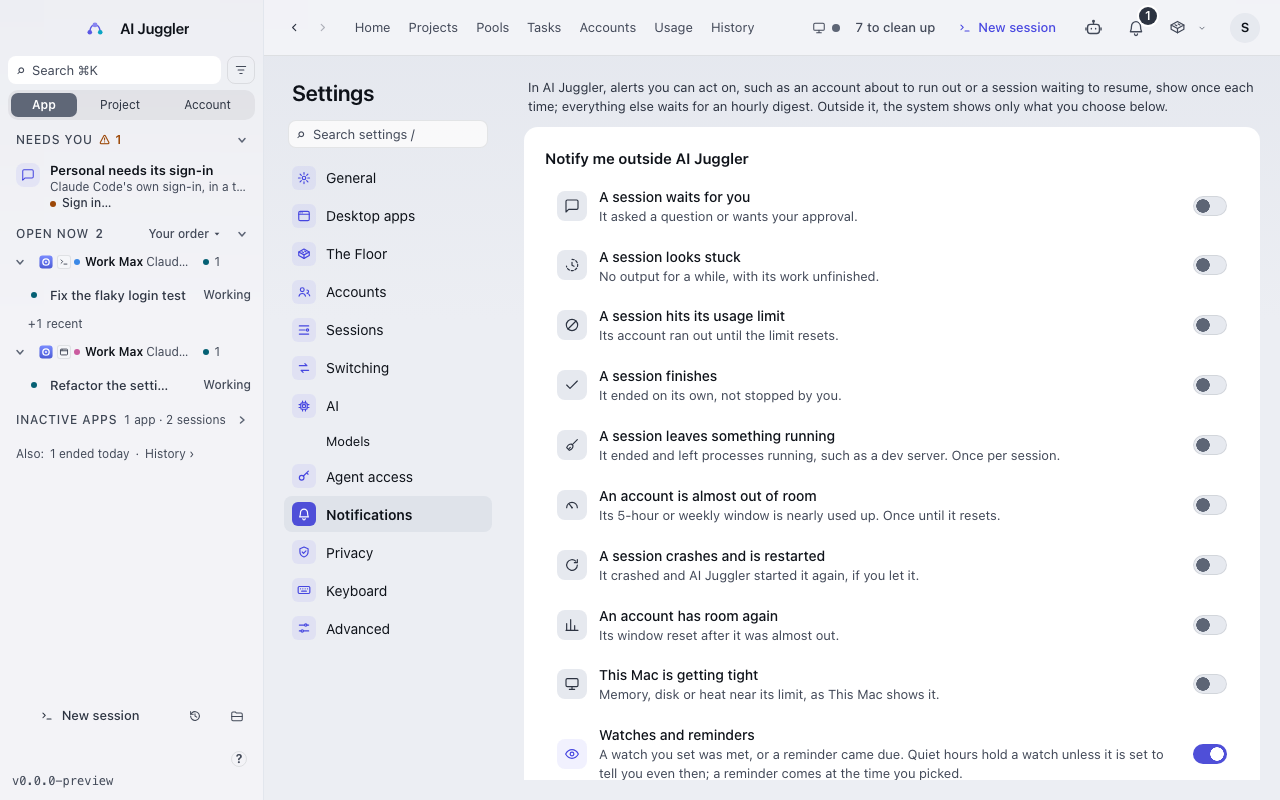 AI Juggler
Search ⌘K
App Project Account
NEEDS YOU 1
Personal needs its sign-in
Claude Code's own sign-in, in a t...
Sign in...
OPEN NOW 2 Your order
Work Max Claud... 1
Fix the flaky login test Working
+1 recent
Work Max Claud... 1
Refactor the setti... Working
INACTIVE APPS 1 app · 2 sessions
Also: 1 ended today · History ›
New session
?
v0.0.0-preview
Home Projects Pools Tasks Accounts Usage History 7 to clean up New session 1 S
Settings
Search settings /
General
Desktop apps
The Floor
Accounts
Sessions
Switching
AI
Models
Agent access
Notifications
Privacy
Keyboard
Advanced
In AI Juggler, alerts you can act on, such as an account about to run out or a session waiting to resume, show once each
time; everything else waits for an hourly digest. Outside it, the system shows only what you choose below.
Notify me outside AI Juggler
A session waits for you
It asked a question or wants your approval.
A session looks stuck
No output for a while, with its work unfinished.
A session hits its usage limit
Its account ran out until the limit resets.
A session finishes
It ended on its own, not stopped by you.
A session leaves something running
It ended and left processes running, such as a dev server. Once per session.
An account is almost out of room
Its 5-hour or weekly window is nearly used up. Once until it resets.
A session crashes and is restarted
It crashed and AI Juggler started it again, if you let it.
An account has room again
Its window reset after it was almost out.
This Mac is getting tight
Memory, disk or heat near its limit, as This Mac shows it.
Watches and reminders
A watch you set was met, or a reminder came due. Quiet hours hold a watch unless it is set to
tell you even then; a reminder comes at the time you picked.